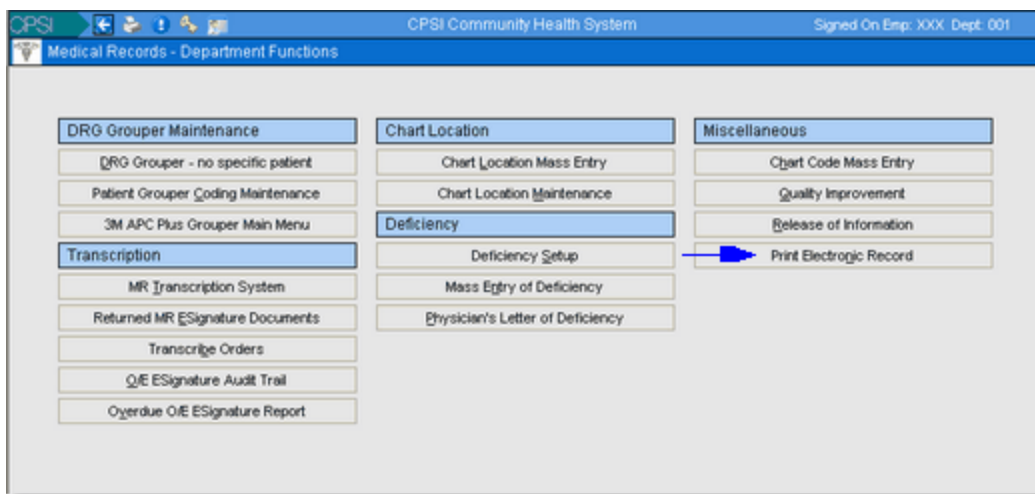 CPSI
CPSI Community Health System
Signed On Emp: XXX Dept: 001
Medical Records - Department Functions
DRG Grouper Maintenance
DRG Grouper - no specific patient
Patient Grouper Coding Maintenance
3M APC Plus Grouper Main Menu
Transcription
MR Transcription System
Returned MR ESignature Documents
Transcribe Orders
O/E ESignature Audit Trail
Overdue O/E ESignature Report
Chart Location
Chart Location Mass Entry
Chart Location Maintenance
Deficiency
Deficiency Setup
Mass Entry of Deficiency
Physician's Letter of Deficiency
Miscellaneous
Chart Code Mass Entry
Quality Improvement
Release of Information
Print Electronic Record